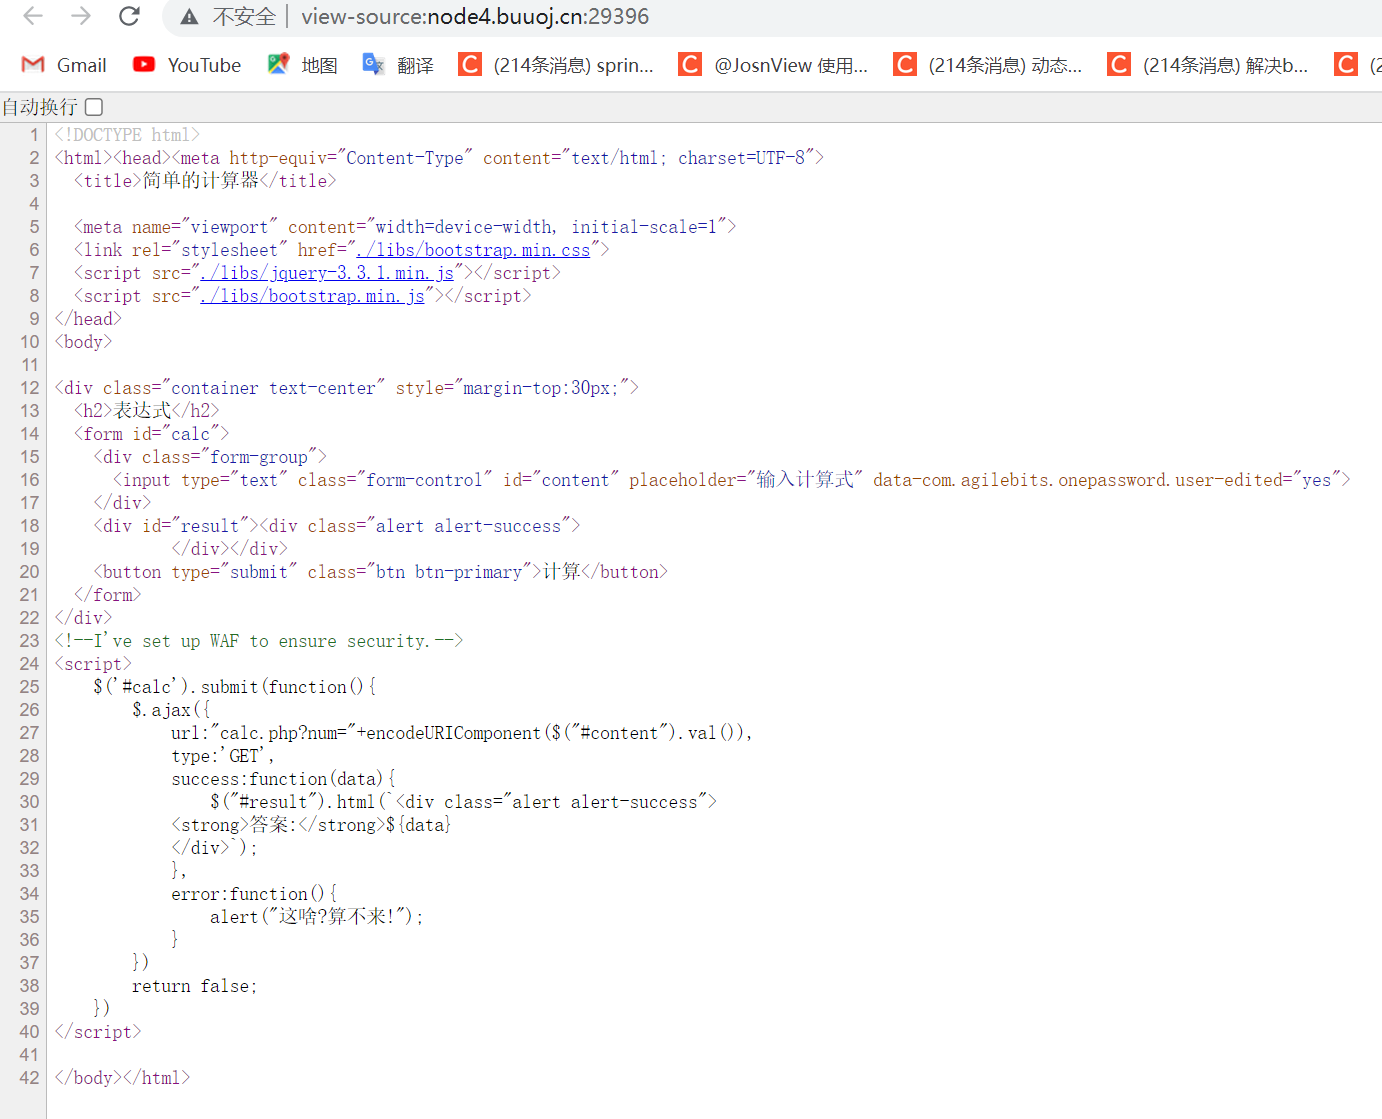 不安全 | view-source:node4.buuoj.cn:29396
Gmail YouTube 地图 翻译 C (214条消息) sprin... C @JosnView 使用... C (214条消息) 动态... C (214条消息) 解决b... C (2
自动换行
1 <!DOCTYPE html>
2 <html><head><meta http-equiv="Content-Type" content="text/html; charset=UTF-8">
3 <title>简单的计算器</title>
4
5 <meta name="viewport" content="width=device-width, initial-scale=1">
6 <link rel="stylesheet" href="./libs/bootstrap.min.css">
7 <script src="./libs/jquery-3.3.1.min.js"></script>
8 <script src="./libs/bootstrap.min.js"></script>
9 </head>
10 <body>
11
12 <div class="container text-center" style="margin-top:30px;">
13 <h2>表达式</h2>
14 <form id="calc">
15 <div class="form-group">
16 <input type="text" class="form-control" id="content" placeholder="输入计算式" data-com.agilebits.onepassword.user-edited="yes">
17 </div>
18 <div id="result"><div class="alert alert-success">
19 </div></div>
20 <button type="submit" class="btn btn-primary">计算</button>
21 </form>
22 </div>
23 <!--I've set up WAF to ensure security.-->
24 <script>
25 $('#calc').submit(function(){
26 $.ajax({
27 url:"calc.php?num="+encodeURIComponent($("#content").val()),
28 type:'GET',
29 success:function(data){
30 $("#result").html(`<div class="alert alert-success">
31 <strong>答案:</strong>${data}
32 </div>`);
33 },
34 error:function(){
35 alert("这啥?算不来!");
36 }
37 })
38 return false;
39 })
40 </script>
41
42 </body></html>